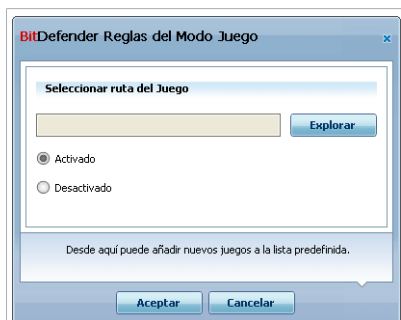 BitDefender Reglas del Modo Juego
Seleccionar ruta del Juego
Explorar
Activado
Desactivado
Desde aquí puede añadir nuevos juegos a la lista predefinida.
Aceptar
Cancelar